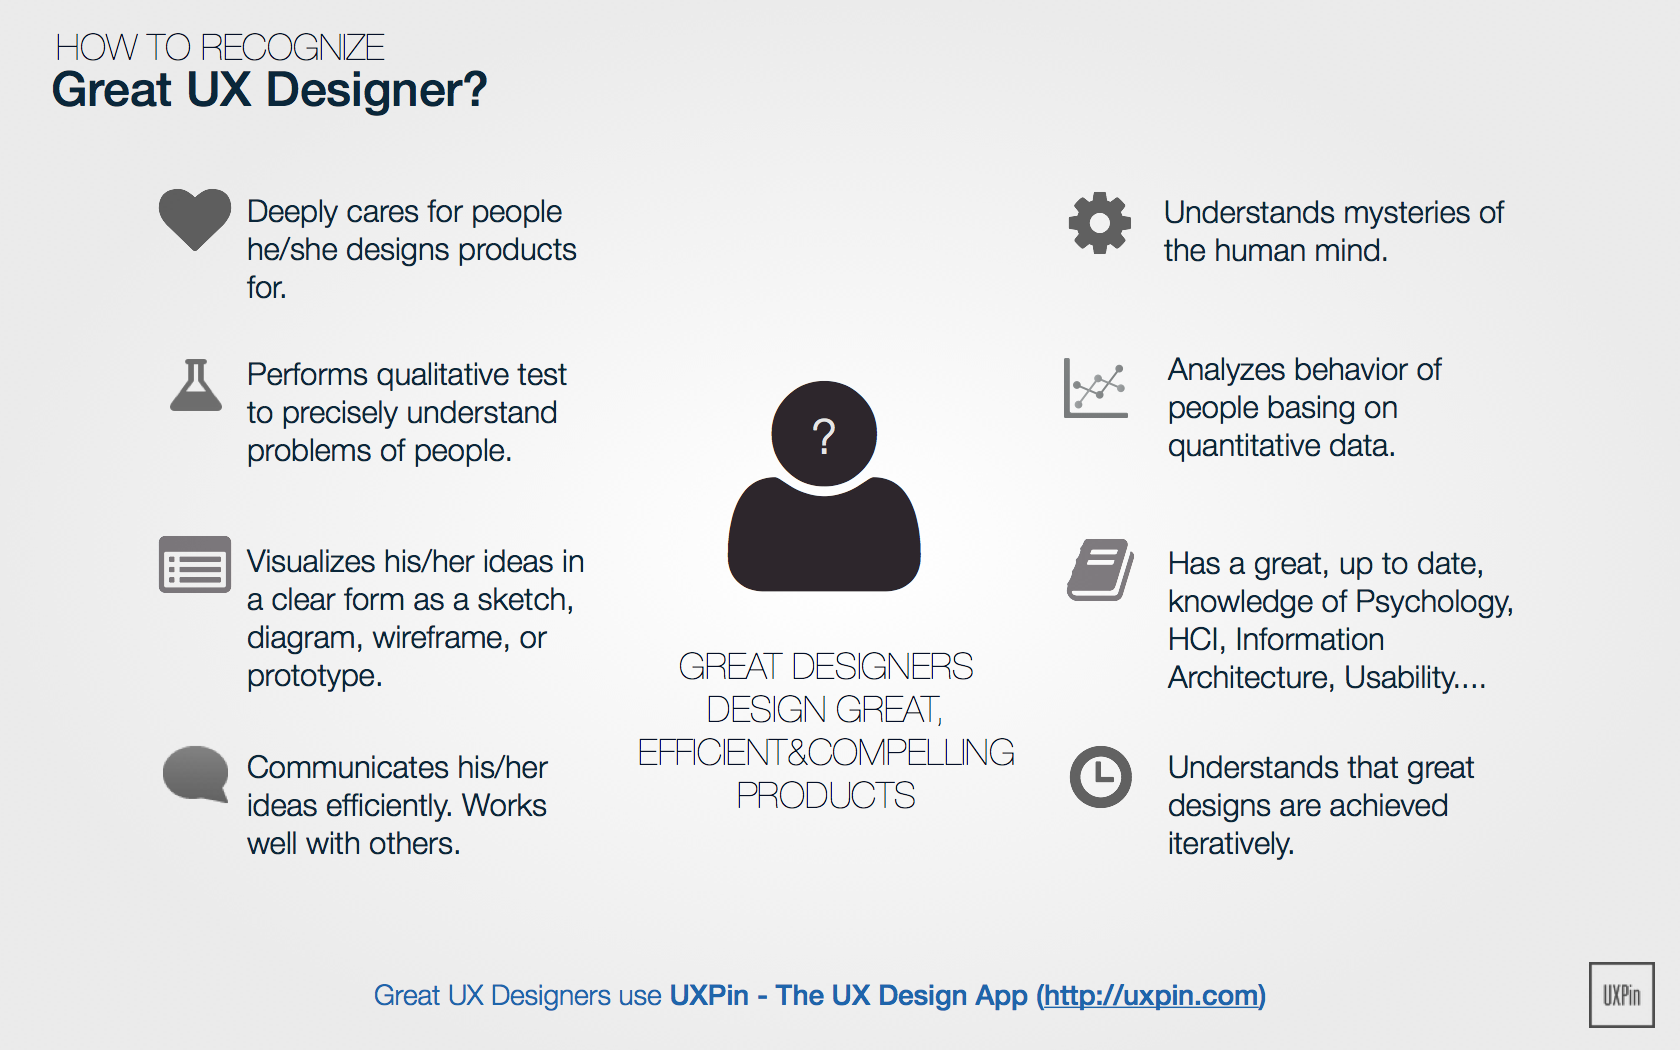 HOW TO RECOGNIZE
Great UX Designer?
Deeply cares for people
he/she designs products
for.
Performs qualitative test
to precisely understand
problems of people.
Visualizes his/her ideas in
a clear form as a sketch,
diagram, wireframe, or
prototype.
Communicates his/her
ideas efficiently. Works
well with others.
?
GREAT DESIGNERS
DESIGN GREAT,
EFFICIENT&COMPELLING
PRODUCTS
Understands mysteries of
the human mind.
Analyzes behavior of
people basing on
quantitative data.
Has a great, up to date,
knowledge of Psychology,
HCI, Information
Architecture, Usability....
Understands that great
designs are achieved
iteratively.
Great UX Designers use UXPin - The UX Design App (http://uxpin.com)
UXPin